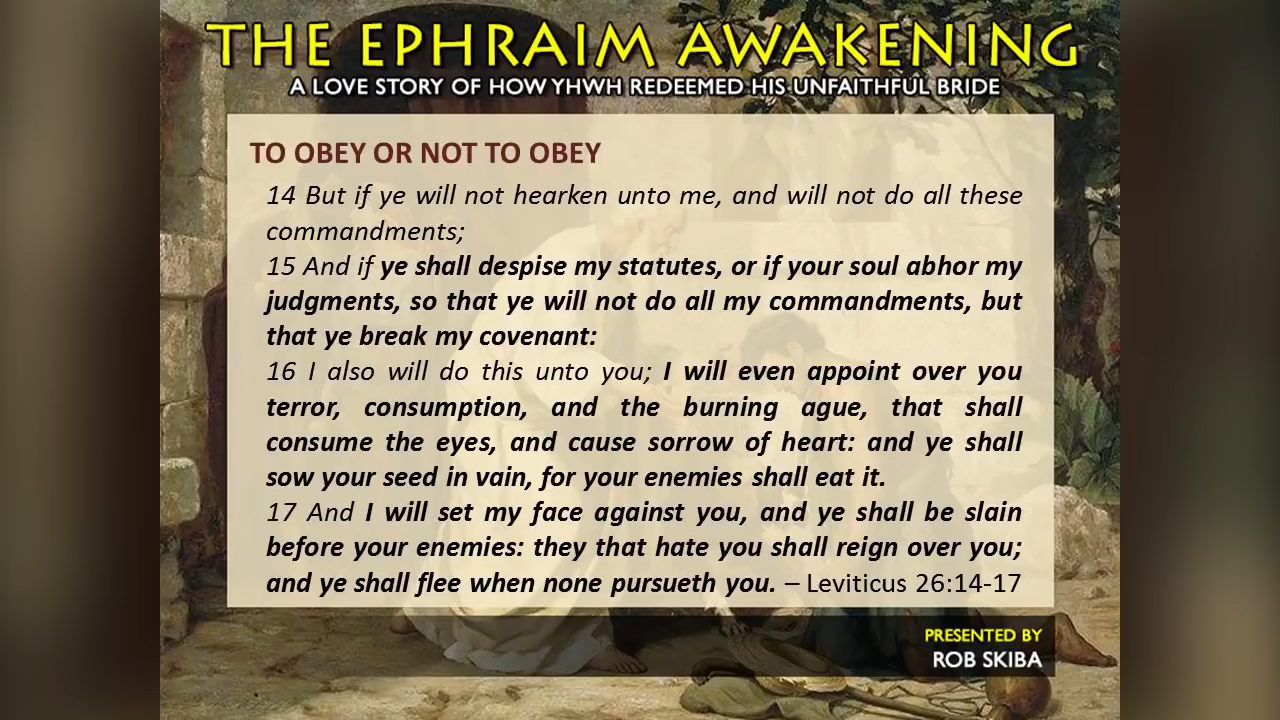 THE EPHRAIM AWAKENING
A LOVE STORY OF HOW YHWH REDEEMED HIS UNFAITHFUL BRIDE
TO OBEY OR NOT TO OBEY
14 But if ye will not hearken unto me, and will not do all these
commandments;
15 And if ye shall despise my statutes, or if your soul abhor my
judgments, so that ye will not do all my commandments, but
that ye break my covenant:
16 I also will do this unto you; I will even appoint over you
terror, consumption, and the burning ague, that shall
consume the eyes, and cause sorrow of heart: and ye shall
sow your seed in vain, for your enemies shall eat it.
17 And I will set my face against you, and ye shall be slain
before your enemies: they that hate you shall reign over you;
and ye shall flee when none pursueth you. – Leviticus 26:14-17
PRESENTED BY
ROB SKIBA